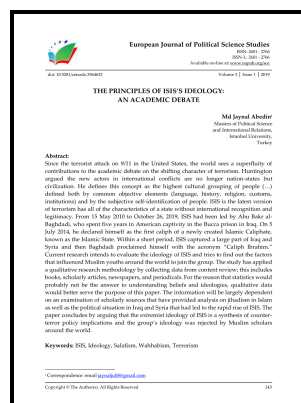 European Journal of Political Science Studies
ISSN: 2601 - 2766
ISSN-L: 2601 - 2766
Available on-line at: www.oapub.org/soc
doi: 10.5281/zenodo.3564632
Volume 3 │ Issue 1 │ 2019
THE PRINCIPLES OF ISIS'S IDEOLOGY:
AN ACADEMIC DEBATE
Md Jaynal Abedin¹
Masters of Political Science
and International Relations,
Istanbul University,
Turkey
Abstract:
Since the terrorist attack on 9/11 in the United States, the world sees a superfluity of
contributions to the academic debate on the shifting character of terrorism. Huntington
argued the new actors in international conflicts are no longer nation-states but
civilization. He defines this concept as the highest cultural grouping of people (…)
defined both by common objective elements (language, history, religion, customs,
institutions) and by the subjective self-identification of people. ISIS is the latest version
of terrorism has all of the characteristics of a state without international recognition and
legitimacy. From 15 May 2010 to October 26, 2019, ISIS had been led by Abu Bakr al-
Baghdadi, who spent five years in American captivity in the Bucca prison in Iraq. On 5
July 2014, he declared himself as the first caliph of a newly created Islamic Caliphate,
known as the Islamic State. Within a short period, ISIS captured a large part of Iraq and
Syria and then Baghdadi proclaimed himself with the acronym "Caliph Ibrahim."
Current research intends to evaluate the ideology of ISIS and tries to find out the factors
that influenced Muslim youths around the world to join the group. The study has applied
a qualitative research methodology by collecting data from content review; this includes
books, scholarly articles, newspapers, and periodicals. For the reason that statistics would
probably not be the answer to understanding beliefs and ideologies, qualitative data
would better serve the purpose of this paper. The information will be largely dependent
on an examination of scholarly sources that have provided analysis on jihadism in Islam
as well as the political situation in Iraq and Syria that had led to the rapid rise of ISIS. The
paper concludes by arguing that the extremist ideology of ISIS is a synthesis of counter-
terror policy implications and the group's ideology was rejected by Muslim scholars
around the world.
Keywords: ISIS, Ideology, Salafism, Wahhabism, Terrorism
¹ Correspondence: email jaynaljuf8@gmail.com
Copyright © The Author(s). All Rights Reserved
143